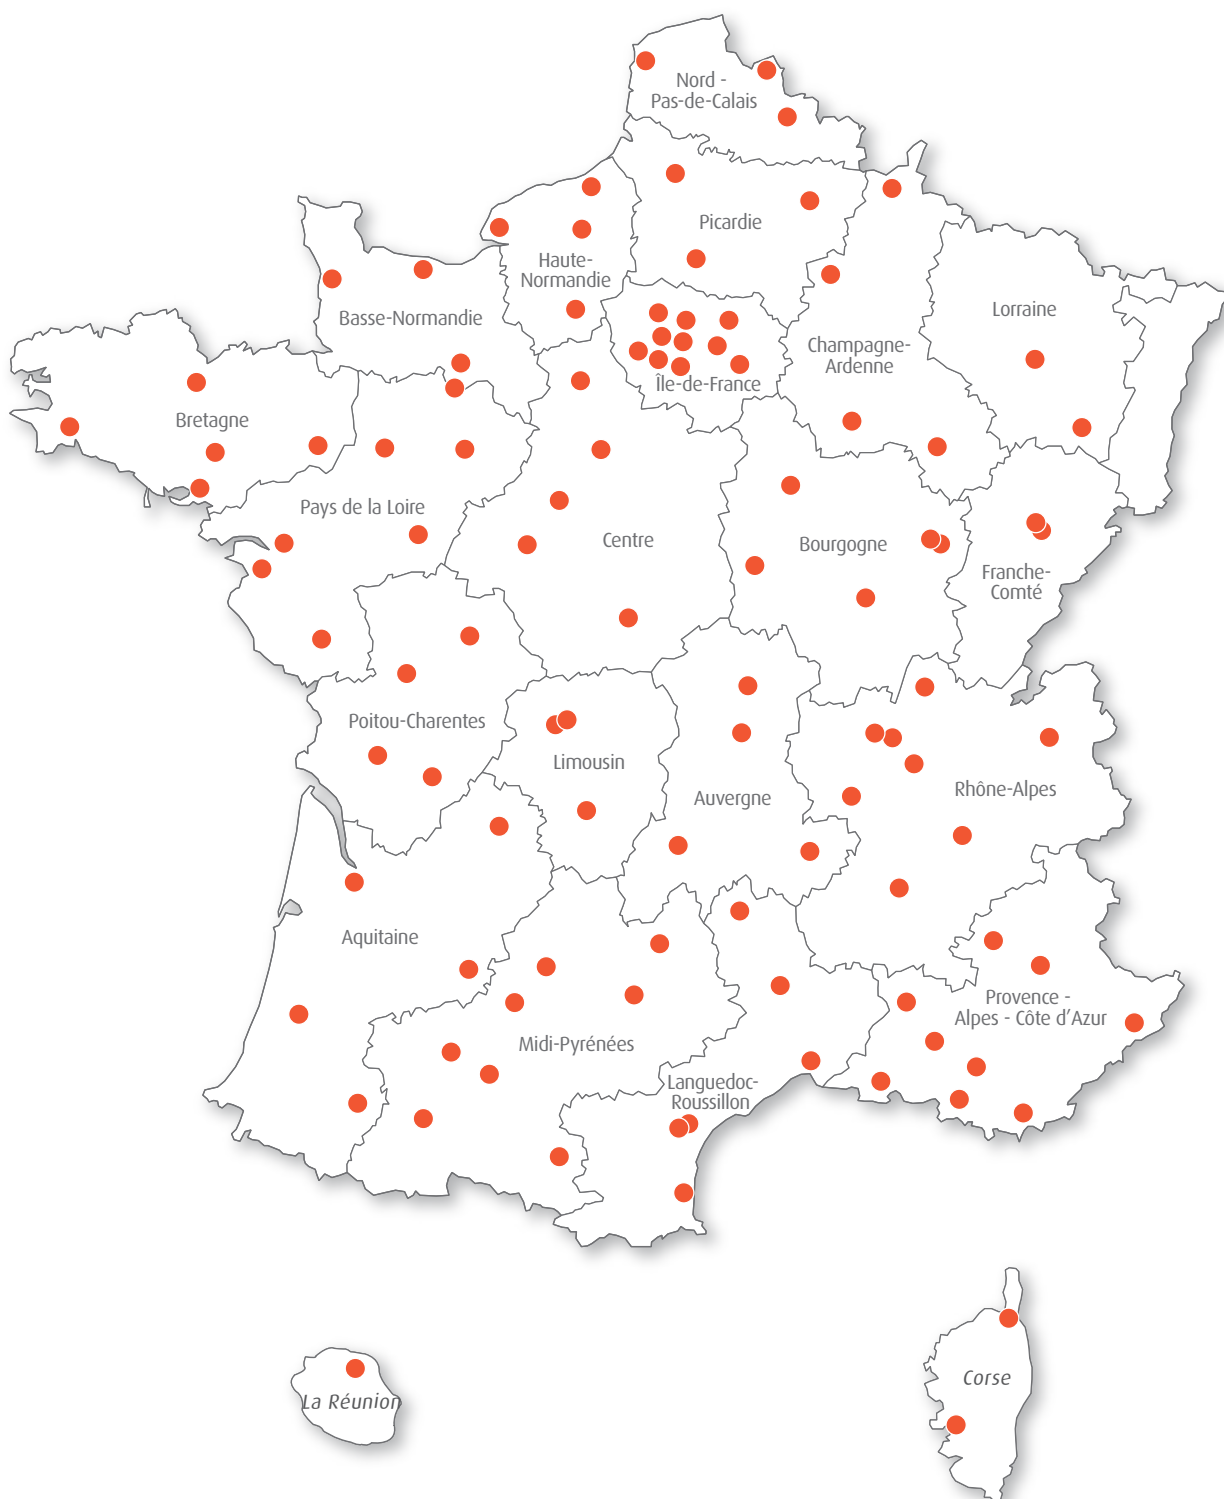 Nord -
Pas-de-Calais
Picardie
Haute-
Normandie
Basse-Normandie
Lorraine
Champagne-
Ardenne
Île-de-France
Bretagne
Pays de la Loire
Centre
Bourgogne
Franche-
Comté
Poitou-Charentes
Limousin
Auvergne
Rhône-Alpes
Aquitaine
Midi-Pyrénées
Provence -
Alpes - Côte d'Azur
Languedoc-
Roussillon
Corse
La Réunion